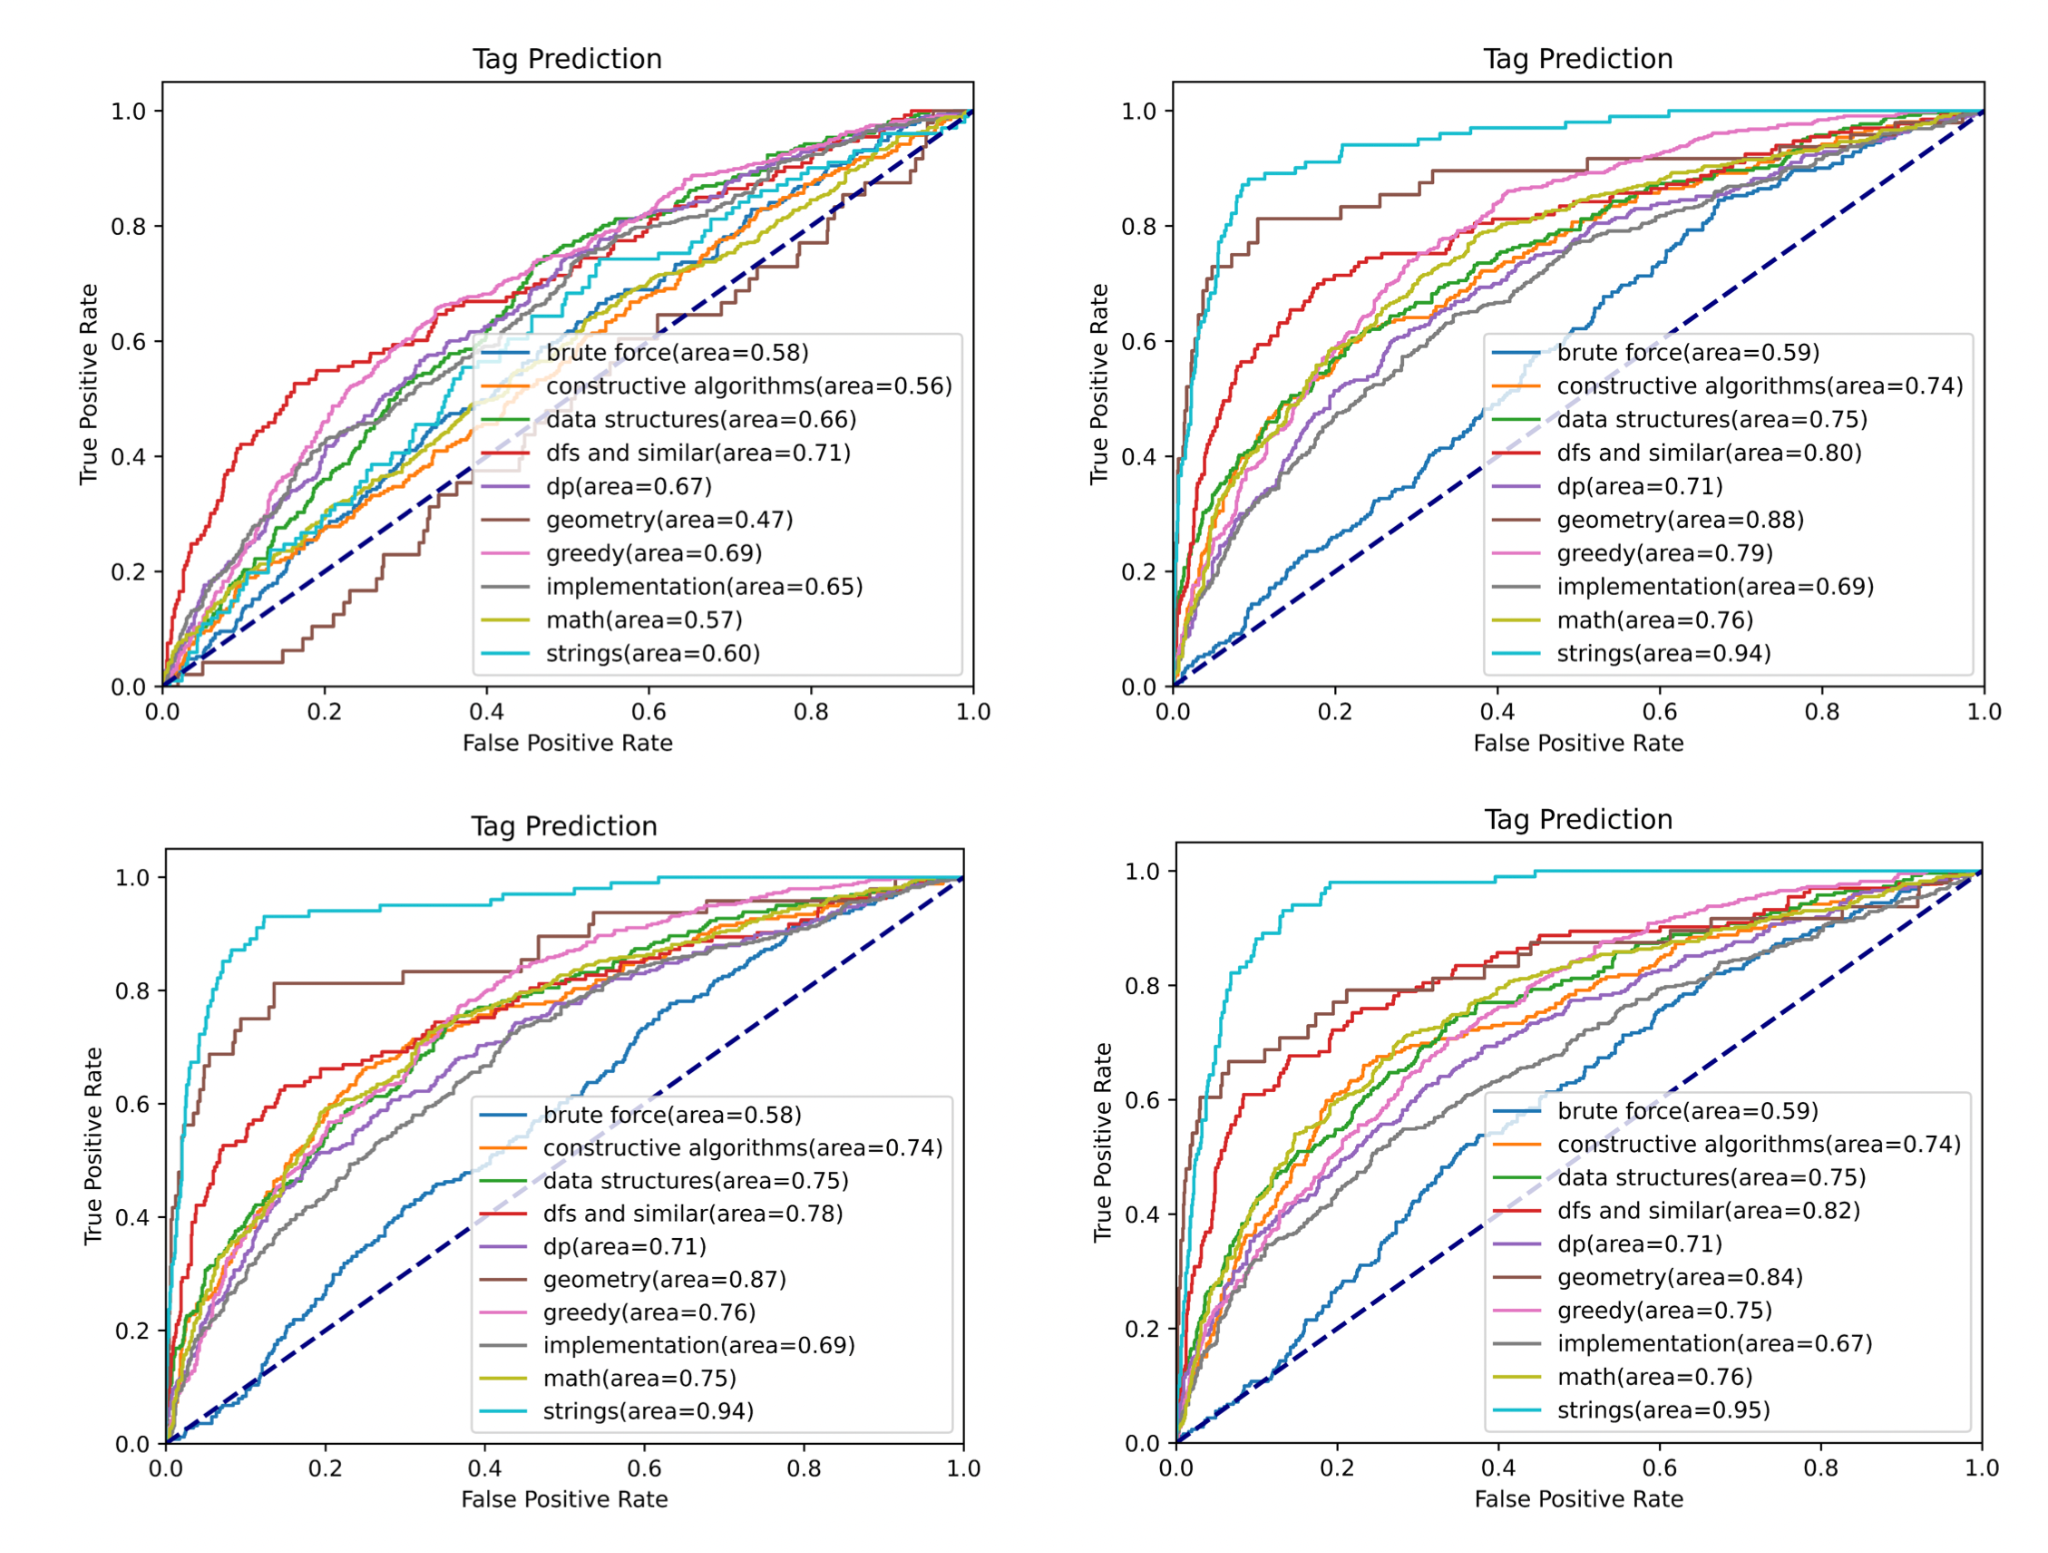 Tag Prediction
True Positive Rate
1.0
0.8
0.6
0.4
0.2
0.0
brute force(area=0.58)
constructive algorithms(area=0.56)
data structures(area=0.66)
dfs and similar(area=0.71)
dp(area=0.67)
geometry(area=0.47)
greedy(area=0.69)
implementation(area=0.65)
math(area=0.57)
strings(area=0.60)
0.0 0.2 0.4 0.6 0.8 1.0
False Positive Rate
Tag Prediction
True Positive Rate
1.0
0.8
0.6
0.4
0.2
0.0
brute force(area=0.59)
constructive algorithms(area=0.74)
data structures(area=0.75)
dfs and similar(area=0.80)
dp(area=0.71)
geometry(area=0.88)
greedy(area=0.79)
implementation(area=0.69)
math(area=0.76)
strings(area=0.94)
0.0 0.2 0.4 0.6 0.8 1.0
False Positive Rate
Tag Prediction
True Positive Rate
1.0
0.8
0.6
0.4
0.2
0.0
brute force(area=0.58)
constructive algorithms(area=0.74)
data structures(area=0.75)
dfs and similar(area=0.78)
dp(area=0.71)
geometry(area=0.87)
greedy(area=0.76)
implementation(area=0.69)
math(area=0.75)
strings(area=0.94)
0.0 0.2 0.4 0.6 0.8 1.0
False Positive Rate
Tag Prediction
True Positive Rate
1.0
0.8
0.6
0.4
0.2
0.0
brute force(area=0.59)
constructive algorithms(area=0.74)
data structures(area=0.75)
dfs and similar(area=0.82)
dp(area=0.71)
geometry(area=0.84)
greedy(area=0.75)
implementation(area=0.67)
math(area=0.76)
strings(area=0.95)
0.0 0.2 0.4 0.6 0.8 1.0
False Positive Rate